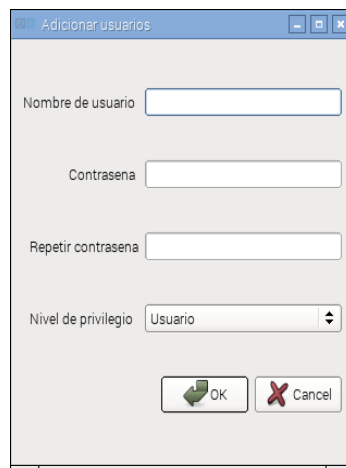 Adicionar usuarios
Nombre de usuario
Contrasena
Repetir contrasena
Nivel de privilegio Usuario
OK Cancel